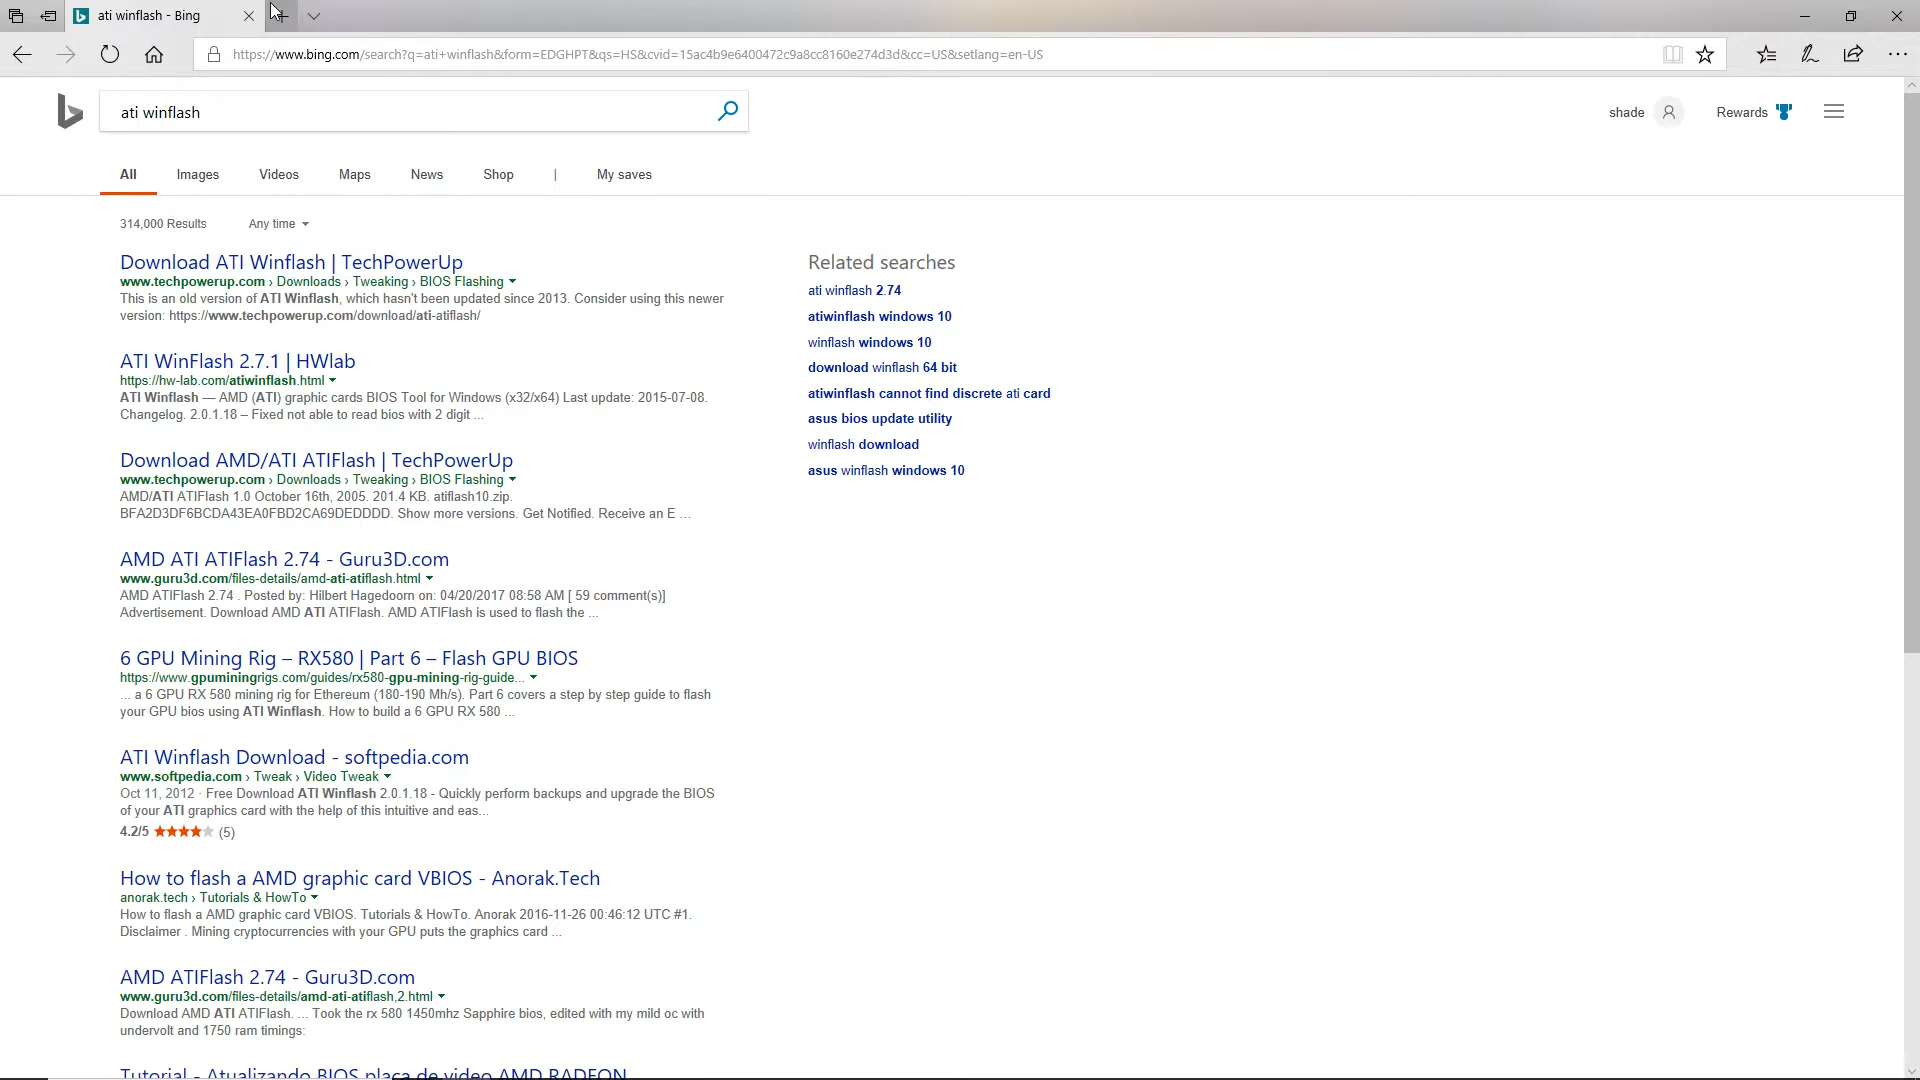 ati winflash - Bing
https://www.bing.com/search?q=ati+winflash&form=EDGHPT&qs=HS&cvid=15ac4b9e6400472c9a8cc8160e274d3d&cc=US&setlang=en-US
ati winflash
shade
Rewards
All Images Videos Maps News Shop | My saves
314,000 Results Any time
Download ATI Winflash | TechPowerUp
www.techpowerup.com › Downloads › Tweaking › BIOS Flashing
This is an old version of ATI Winflash, which hasn't been updated since 2013. Consider using this newer
version: https://www.techpowerup.com/download/ati-atiflash/
ATI WinFlash 2.7.1 | HWlab
https://hw-lab.com/atiwinflash.html
ATI Winflash — AMD (ATI) graphic cards BIOS Tool for Windows (x32/x64) Last update: 2015-07-08.
Changelog. 2.0.1.18 – Fixed not able to read bios with 2 digit ...
Download AMD/ATI ATIFlash | TechPowerUp
www.techpowerup.com › Downloads › Tweaking › BIOS Flashing
AMD/ATI ATIFlash 1.0 October 16th, 2005. 201.4 KB. atiflash10.zip.
BFA2D3DF6BCDA43EA0FBD2CA69DEDDDD. Show more versions. Get Notified. Receive an E ...
AMD ATI ATIFlash 2.74 - Guru3D.com
www.guru3d.com/files-details/amd-ati-atiflash.html
AMD ATIFlash 2.74 . Posted by: Hilbert Hagedoorn on: 04/20/2017 08:58 AM [ 59 comment(s)]
Advertisement. Download AMD ATI ATIFlash. AMD ATIFlash is used to flash the ...
6 GPU Mining Rig – RX580 | Part 6 – Flash GPU BIOS
https://www.gpuminingrigs.com/guides/rx580-gpu-mining-rig-guide...
... a 6 GPU RX 580 mining rig for Ethereum (180-190 Mh/s). Part 6 covers a step by step guide to flash
your GPU bios using ATI Winflash. How to build a 6 GPU RX 580 ...
ATI Winflash Download - softpedia.com
www.softpedia.com › Tweak › Video Tweak
Oct 11, 2012 · Free Download ATI Winflash 2.0.1.18 - Quickly perform backups and upgrade the BIOS
of your ATI graphics card with the help of this intuitive and eas...
4.2/5 (5)
How to flash a AMD graphic card VBIOS - Anorak.Tech
anorak.tech › Tutorials & HowTo
How to flash a AMD graphic card VBIOS. Tutorials & HowTo. Anorak 2016-11-26 00:46:12 UTC #1.
Disclaimer . Mining cryptocurrencies with your GPU puts the graphics card ...
AMD ATIFlash 2.74 - Guru3D.com
www.guru3d.com/files-details/amd-ati-atiflash,2.html
Download AMD ATI ATIFlash. ... Took the rx 580 1450mhz Sapphire bios, edited with my mild oc with
undervolt and 1750 ram timings:
Tutorial - Atualizando BIOS placa de video AMD RADEON
Related searches
ati winflash 2.74
atiwinflash windows 10
winflash windows 10
download winflash 64 bit
atiwinflash cannot find discrete ati card
asus bios update utility
winflash download
asus winflash windows 10